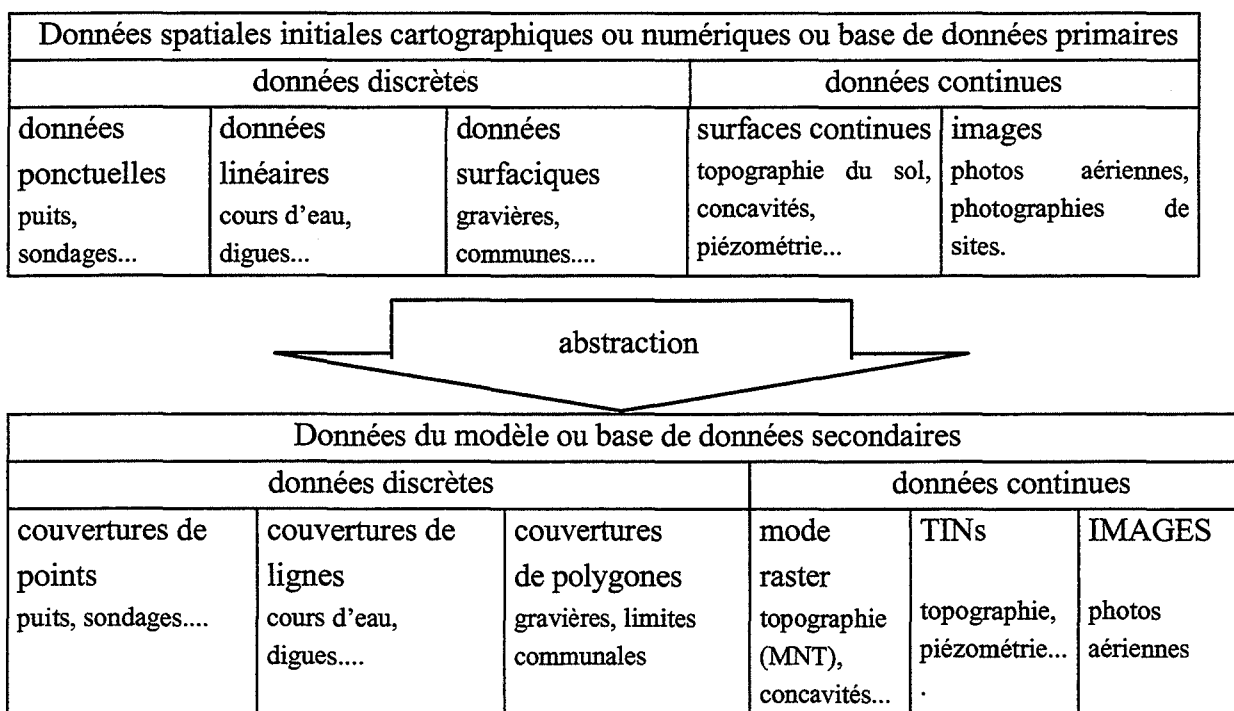 Données spatiales initiales cartographiques ou numériques ou base de données primaires
données discrètes
données continues
données
ponctuelles
puits,
sondages...
données
linéaires
cours d'eau,
digues...
données
surfaciques
gravières,
communes....
surfaces continues
topographie du sol,
concavités,
piézométrie...
images
photos aériennes,
photographies de
sites.
abstraction
Données du modèle ou base de données secondaires
données discrètes
données continues
couvertures de
points
puits, sondages....
couvertures de
lignes
cours d'eau,
digues....
couvertures
de polygones
gravières, limites
communales
mode
raster
topographie
(MNT),
concavités...
TINs
topographie,
piézométrie...
.
IMAGES
photos
aériennes